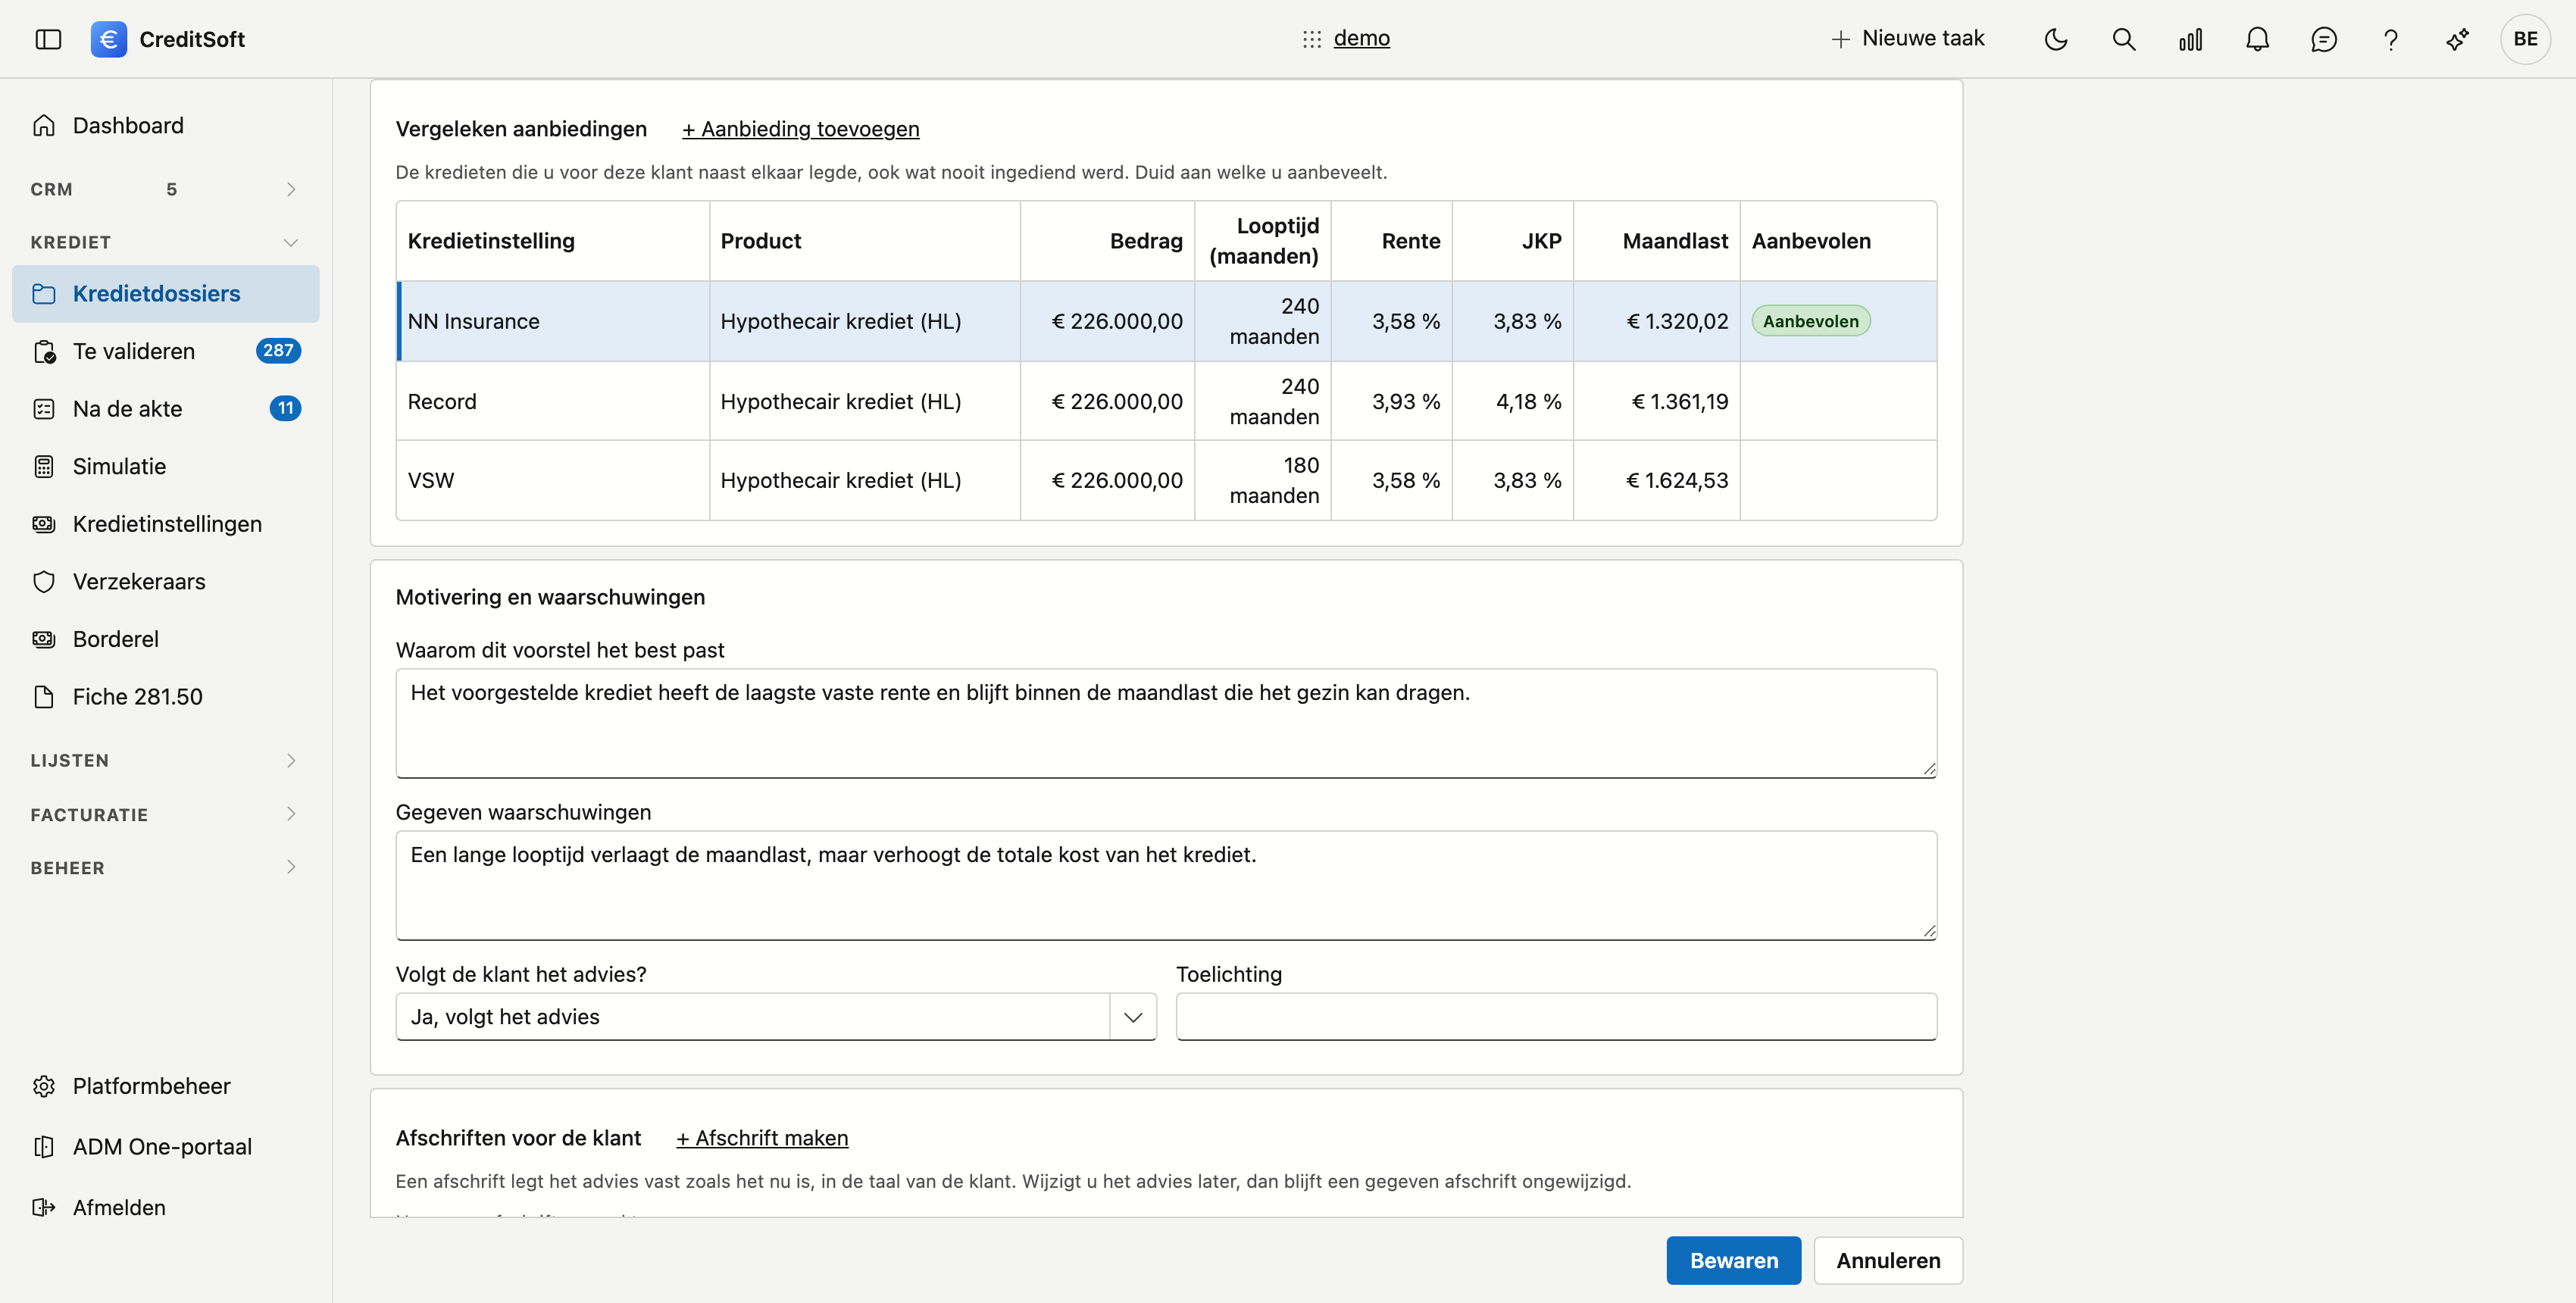 CreditSoft
demo
Nieuwe taak
BE
Dashboard
CRM 5
KREDIET
Kredietdossiers
Te valideren 287
Na de akte 11
Simulatie
Kredietinstellingen
Verzekeraars
Borderel
Fiche 281.50
LIJSTEN
FACTURATIE
BEHEER
Platformbeheer
ADM One-portaal
Afmelden
Vergeleken aanbiedingen + Aanbieding toevoegen
De kredieten die u voor deze klant naast elkaar legde, ook wat nooit ingediend werd. Duid aan welke u aanbeveelt.
Kredietinstelling Product Bedrag Looptijd (maanden) Rente JKP Maandlast Aanbevolen
NN Insurance Hypothecair krediet (HL) € 226.000,00 240 maanden 3,58 % 3,83 % € 1.320,02 Aanbevolen
Record Hypothecair krediet (HL) € 226.000,00 240 maanden 3,93 % 4,18 % € 1.361,19
VSW Hypothecair krediet (HL) € 226.000,00 180 maanden 3,58 % 3,83 % € 1.624,53
Motivering en waarschuwingen
Waarom dit voorstel het best past
Het voorgestelde krediet heeft de laagste vaste rente en blijft binnen de maandlast die het gezin kan dragen.
Gegeven waarschuwingen
Een lange looptijd verlaagt de maandlast, maar verhoogt de totale kost van het krediet.
Volgt de klant het advies? Toelichting
Ja, volgt het advies
Afschriften voor de klant + Afschrift maken
Een afschrift legt het advies vast zoals het nu is, in de taal van de klant. Wijzigt u het advies later, dan blijft een gegeven afschrift ongewijzigd.
Bewaren Annuleren